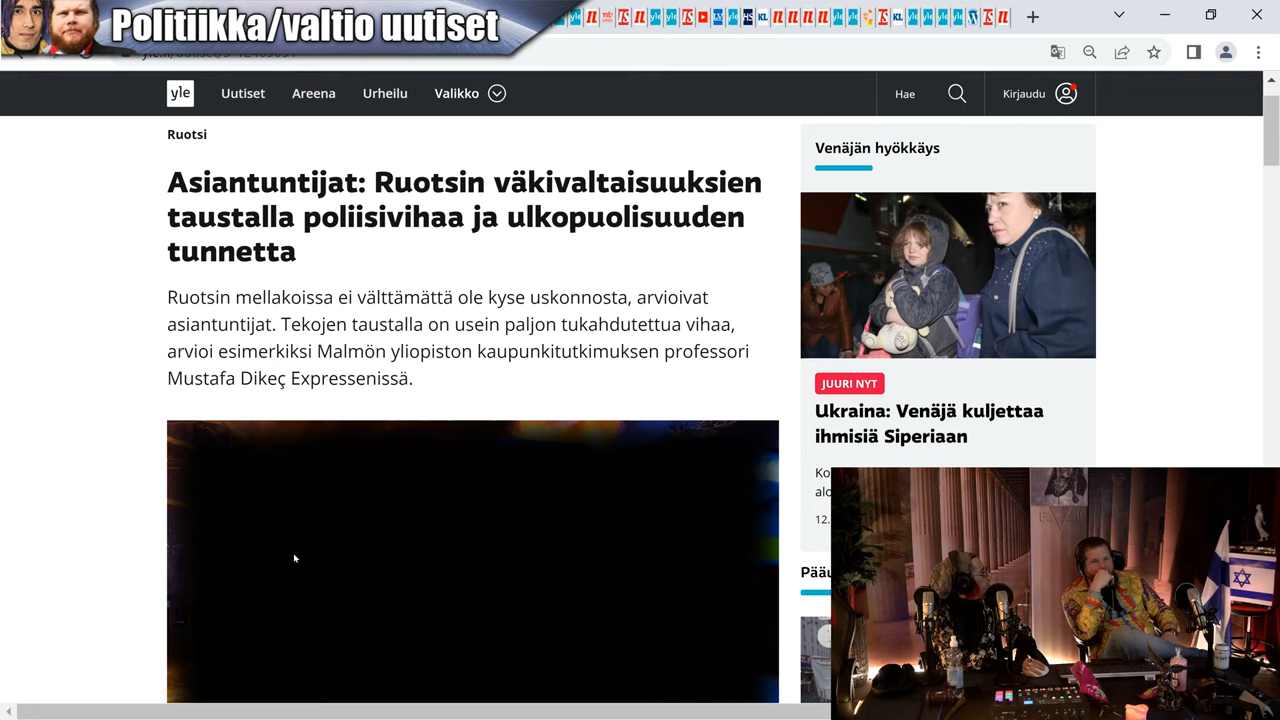 Politiikka/valtio uutiset
yle
Uutiset
Areena
Urheilu
Valikko
Hae
Kirjaudu
Ruotsi
Asiantuntijat: Ruotsin väkivaltaisuuksien
taustalla poliisivihaa ja ulkopuolisuuden
tunnetta
Ruotsin mellakoissa ei välttämättä ole kyse uskonnosta, arvioivat
asiantuntijat. Tekojen taustalla on usein paljon tukahdutettua vihaa,
arvioi esimerkiksi Malmön yliopiston kaupunkitutkimuksen professori
Mustafa Dikeç Expressenissä.
Venäjän hyökkäys
JUURI NYT
Ukraina: Venäjä kuljettaa
ihmisiä Siperiaan
12.